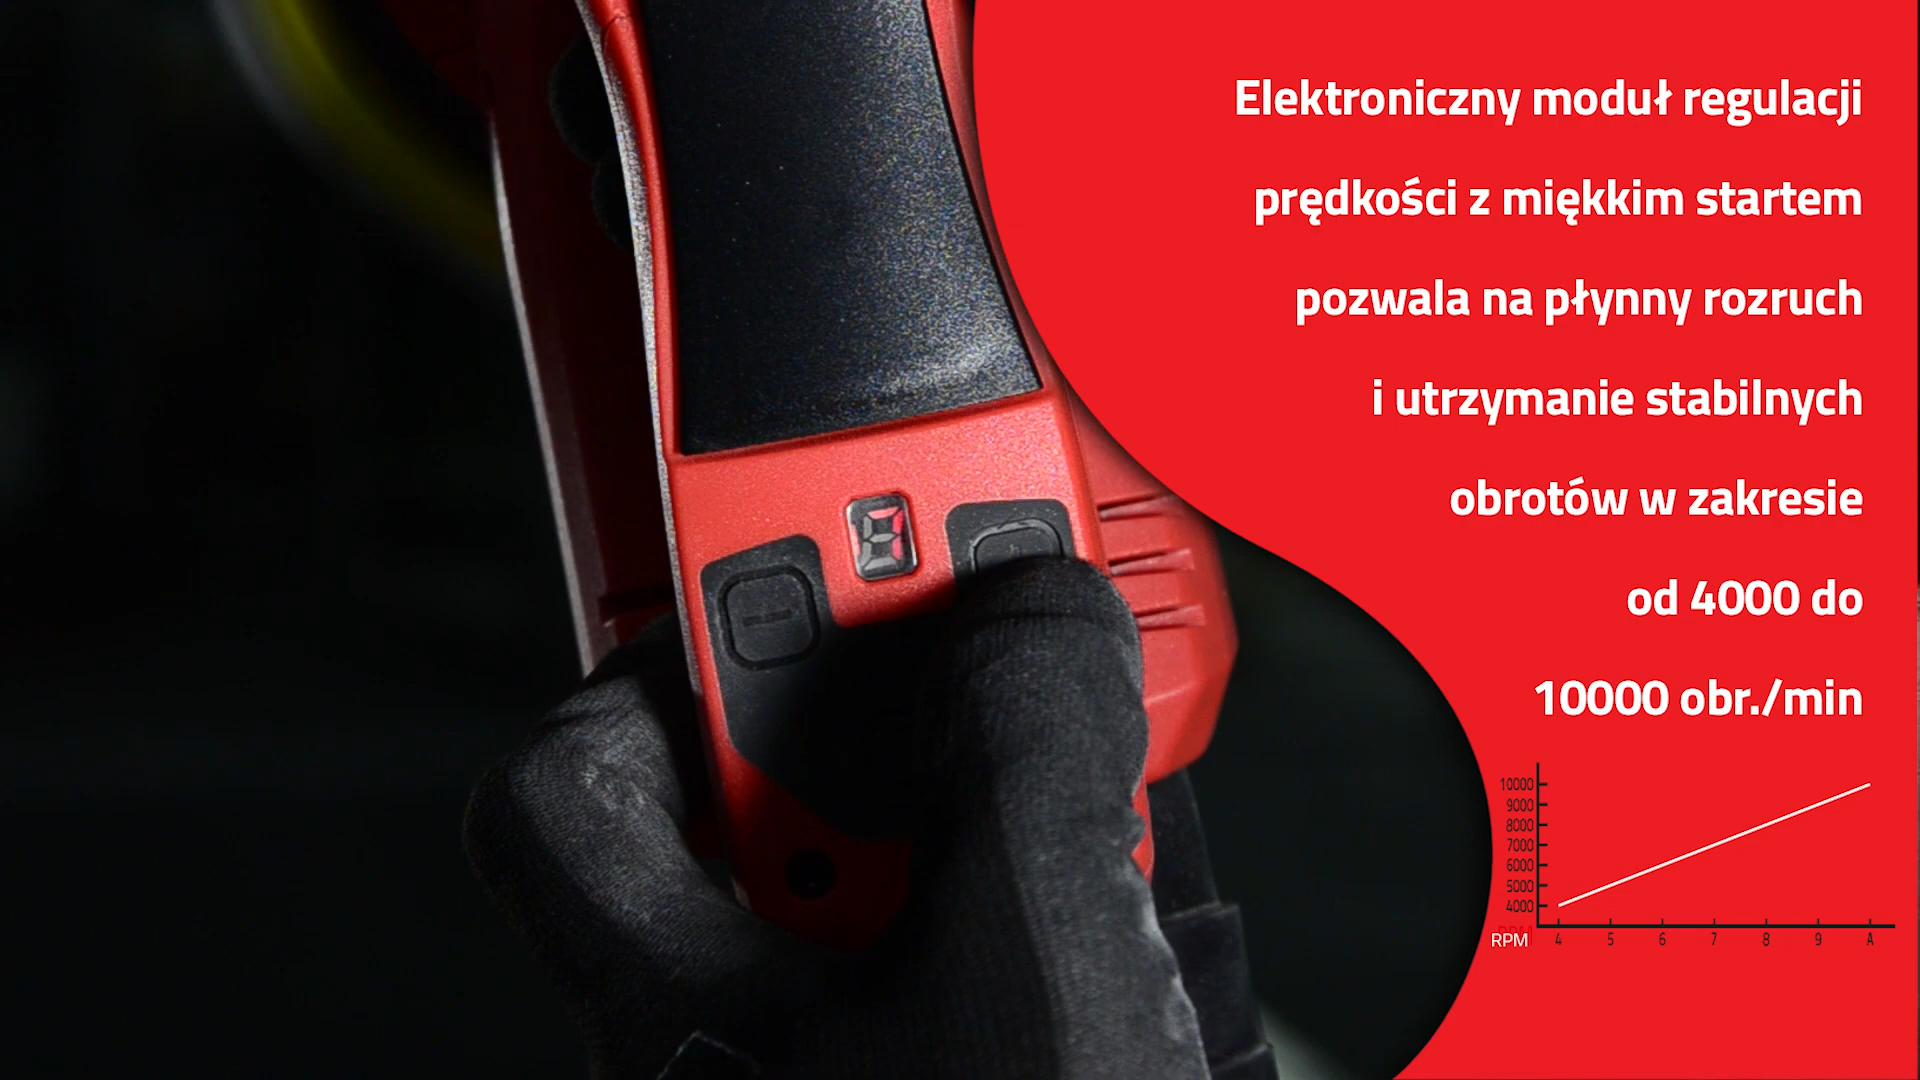 Elektroniczny moduł regulacji
prędkości z miękkim startem
pozwala na płynny rozruch
i utrzymanie stabilnych
obrotów w zakresie
od 4000 do
10000 obr./min
10000
9000
8000
7000
6000
5000
4000
RPM 4 5 6 7 8 9 A